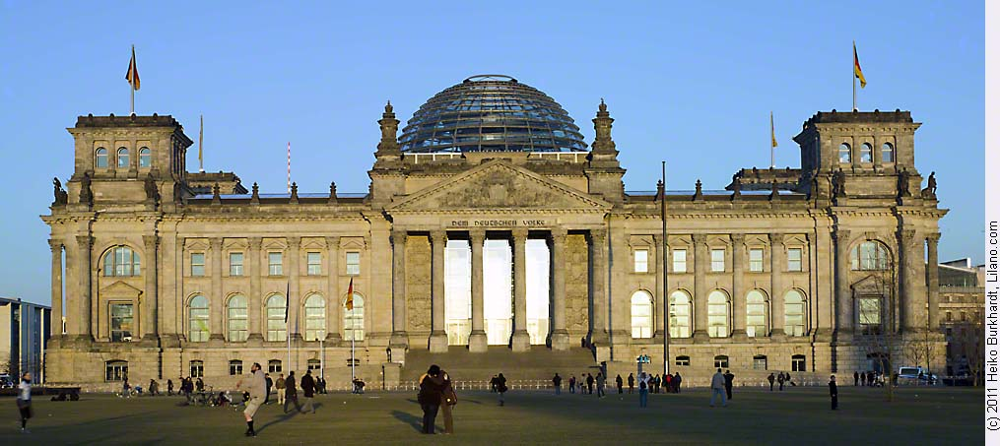 DEM DEUTSCHEN VOLKE
(c) 2011 Heiko Burkhardt, Lilano.com